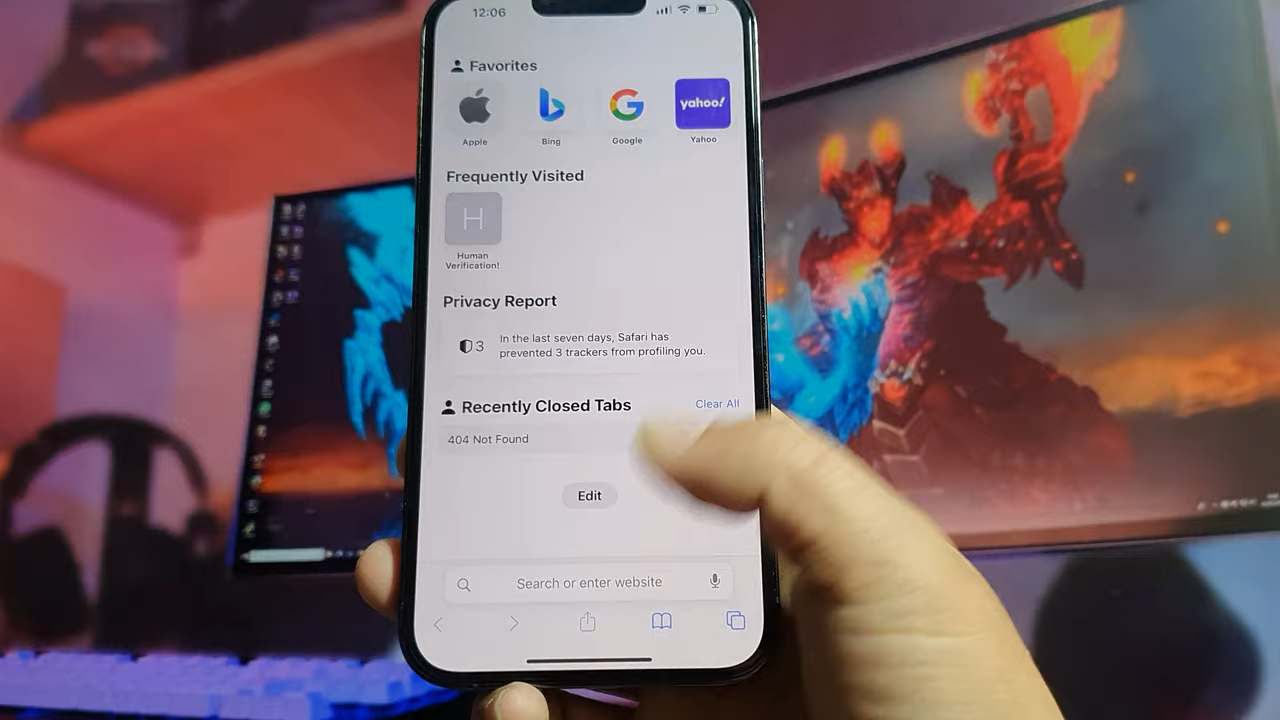 12:06
Favorites
yahoo!
Apple
Bing
Google
Yahoo
Frequently Visited
H
Human
Verification!
Privacy Report
3
In the last seven days, Safari has
prevented 3 trackers from profiling you.
Recently Closed Tabs
Clear All
404 Not Found
Edit
Search or enter website